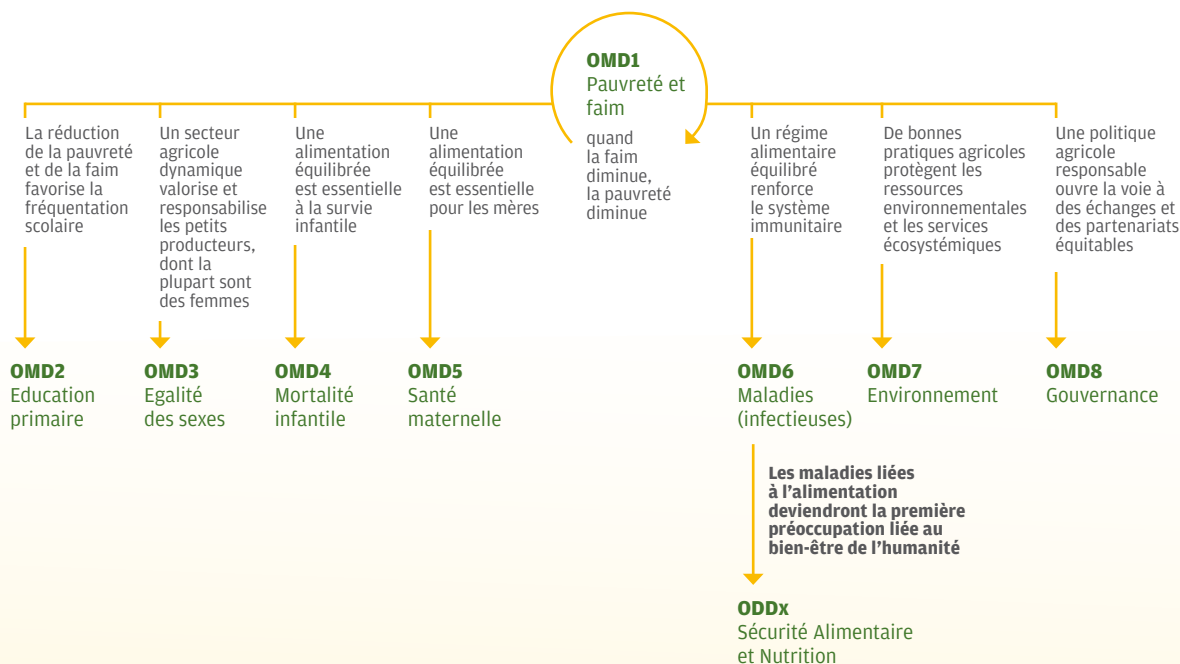 OMD1
Pauvreté et
faim
quand
la faim
diminue,
la pauvreté
diminue
La réduction
de la pauvreté
et de la faim
favorise la
fréquentation
scolaire
Un secteur
agricole
dynamique
valorise et
responsabilise
les petits
producteurs,
dont la
plupart sont
des femmes
Une
alimentation
équilibrée
est essentielle
à la survie
infantile
Une
alimentation
équilibrée
est essentielle
pour les mères
Un régime
alimentaire
équilibré
renforce
le système
immunitaire
De bonnes
pratiques agricoles
protègent les
ressources
environnementales
et les services
écosystémiques
Une politique
agricole
responsable
ouvre la voie à
des échanges et
des partenariats
équitables
OMD2
Education
primaire
OMD3
Egalité
des sexes
OMD4
Mortalité
infantile
OMD5
Santé
maternelle
OMD6
Maladies
(infectieuses)
OMD7
Environnement
OMD8
Gouvernance
Les maladies liées
à l'alimentation
deviendront la première
préoccupation liée au
bien-être de l'humanité
ODDx
Sécurité Alimentaire
et Nutrition